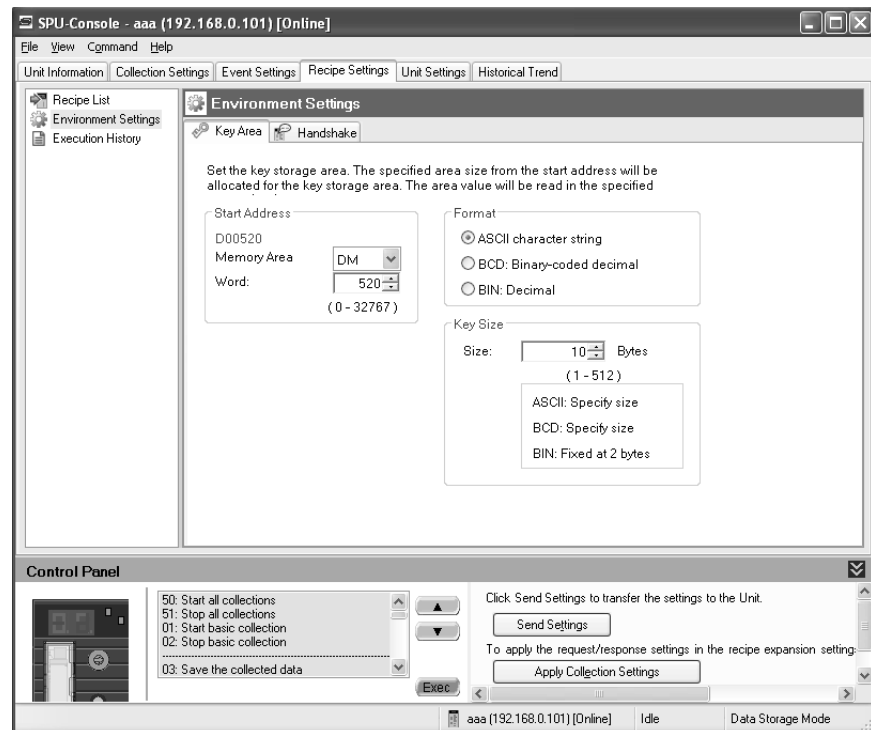 SPU-Console - aaa (192.168.0.101) [Online]
File View Command Help
Unit Information Collection Settings Event Settings Recipe Settings Unit Settings Historical Trend
Recipe List
Environment Settings
Execution History
Environment Settings
Key Area Handshake
Set the key storage area. The specified area size from the start address will be
allocated for the key storage area. The area value will be read in the specified
Start Address
D00520
Memory Area DM
Word: 520
(0 - 32767)
Format
ASCII character string
BCD: Binary-coded decimal
BIN: Decimal
Key Size
Size: 10 Bytes
(1 - 512)
ASCII: Specify size
BCD: Specify size
BIN: Fixed at 2 bytes
Control Panel
50: Start all collections
51: Stop all collections
01: Start basic collection
02: Stop basic collection
03: Save the collected data
Exec
Click Send Settings to transfer the settings to the Unit.
Send Settings
To apply the request/response settings in the recipe expansion setting
Apply Collection Settings
aaa (192.168.0.101) [Online] Idle Data Storage Mode